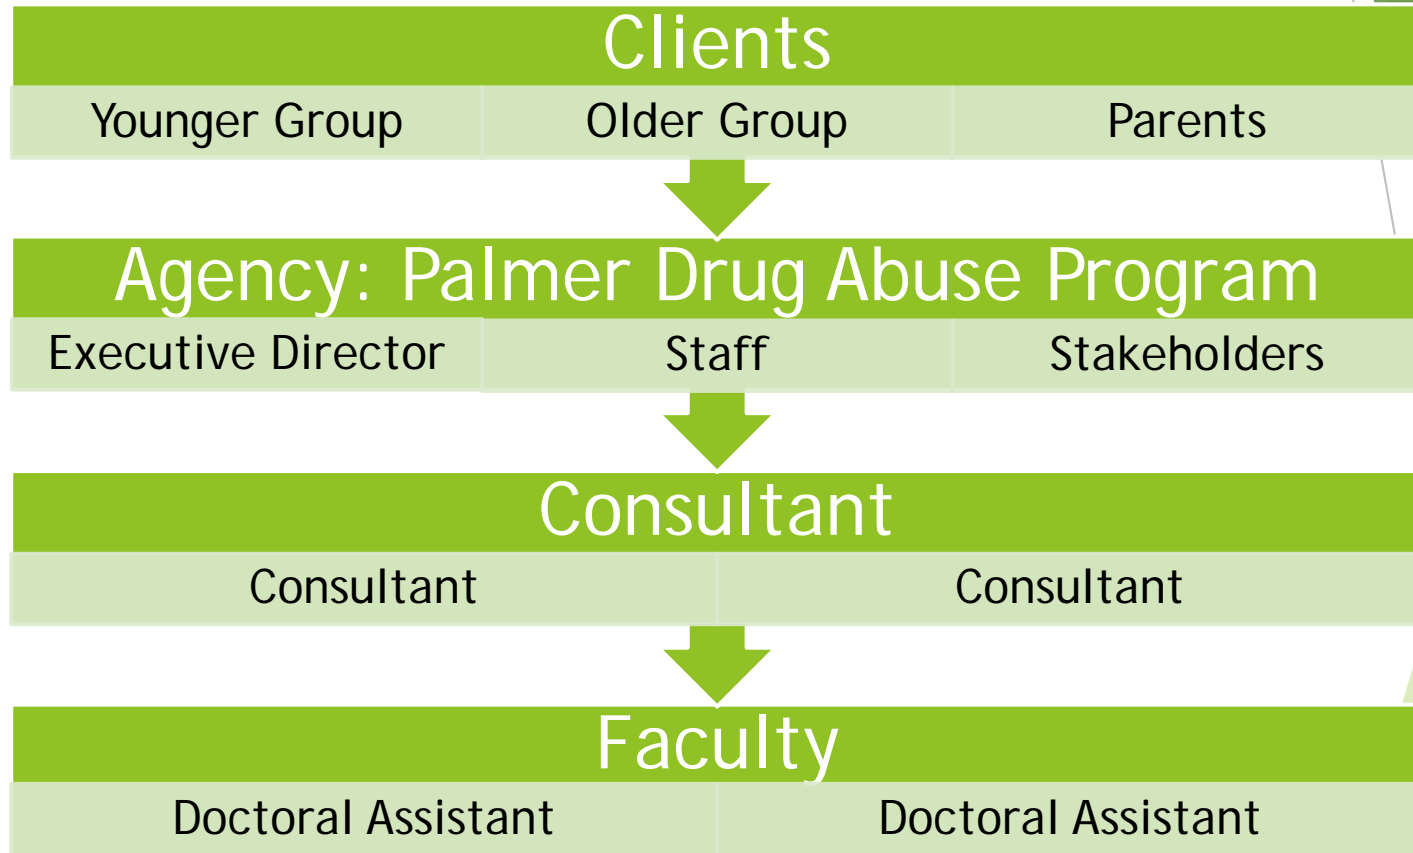 Clients
Younger Group Older Group Parents
Agency: Palmer Drug Abuse Program
Executive Director Staff Stakeholders
Consultant
Consultant Consultant
Faculty
Doctoral Assistant Doctoral Assistant